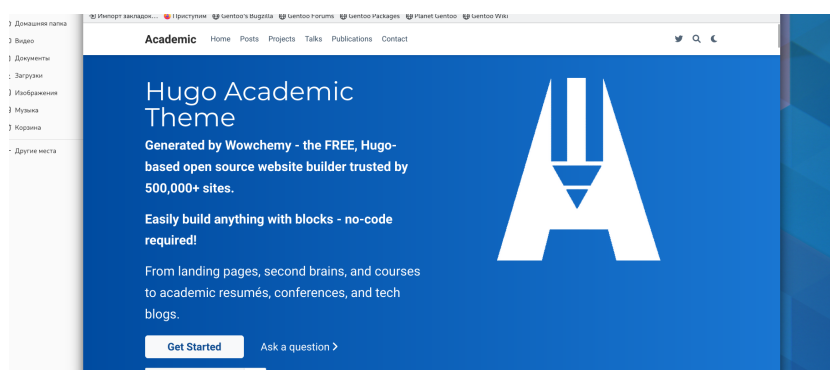 Импорт закладок... Приступим Gentoo's Bugzilla Gentoo Forums Gentoo Packages Planet Gentoo Gentoo Wiki
Домашняя папка
Видео
Документы
Загрузки
Изображения
Музыка
Корзина
Другие места
Academic Home Posts Projects Talks Publications Contact
Hugo Academic
Theme
Generated by Wowchemy - the FREE, Hugo-
based open source website builder trusted by
500,000+ sites.
Easily build anything with blocks - no-code
required!
From landing pages, second brains, and courses
to academic resumés, conferences, and tech
blogs.
Get Started Ask a question